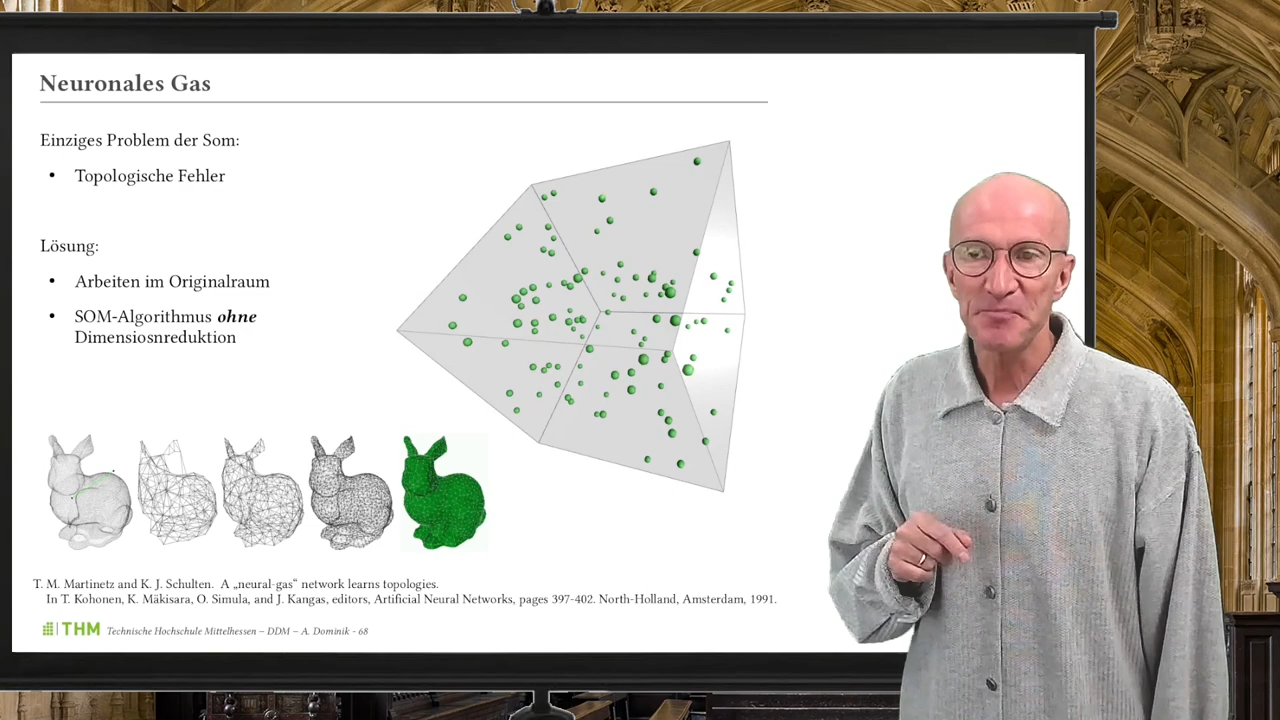 Neuronales Gas
Einziges Problem der Som:
• Topologische Fehler
Lösung:
• Arbeiten im Originalraum
• SOM-Algorithmus ohne
Dimensiosnreduktion
T. M. Martinetz and K. J. Schulten. A „neural-gas“ network learns topologies.
In T. Kohonen, K. Mäkisara, O. Simula, and J. Kangas, editors, Artificial Neural Networks, pages 397-402. North-Holland, Amsterdam, 1991.
THM Technische Hochschule Mittelhessen – DDM – A. Dominik - 68